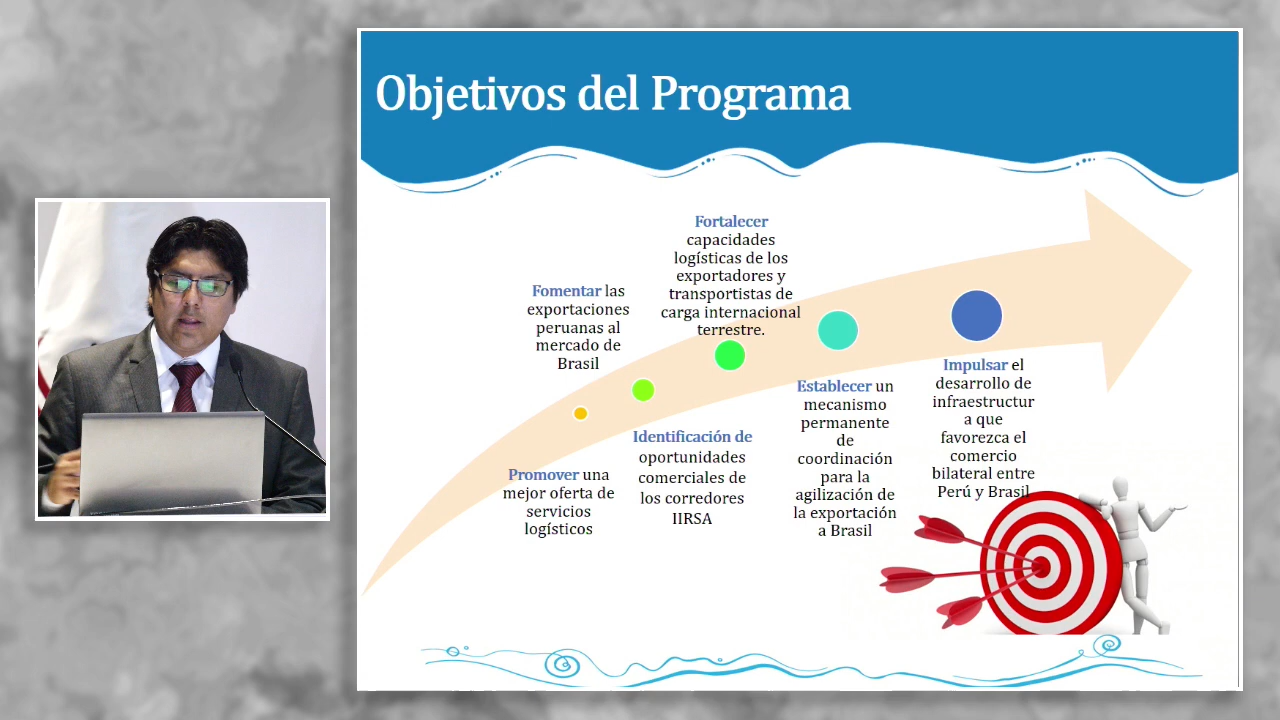 Objetivos del Programa
Promover una
mejor oferta de
servicios
logísticos
Fomentar las
exportaciones
peruanas al
mercado de
Brasil
Identificación de
oportunidades
comerciales de
los corredores
IIRSA
Fortalecer
capacidades
logísticas de los
exportadores y
transportistas de
carga internacional
terrestre.
Establecer un
mecanismo
permanente
de
coordinación
para la
agilización de
la exportación
a Brasil
Impulsar el
desarrollo de
infraestructur
a que
favorezca el
comercio
bilateral entre
Perú y Brasil